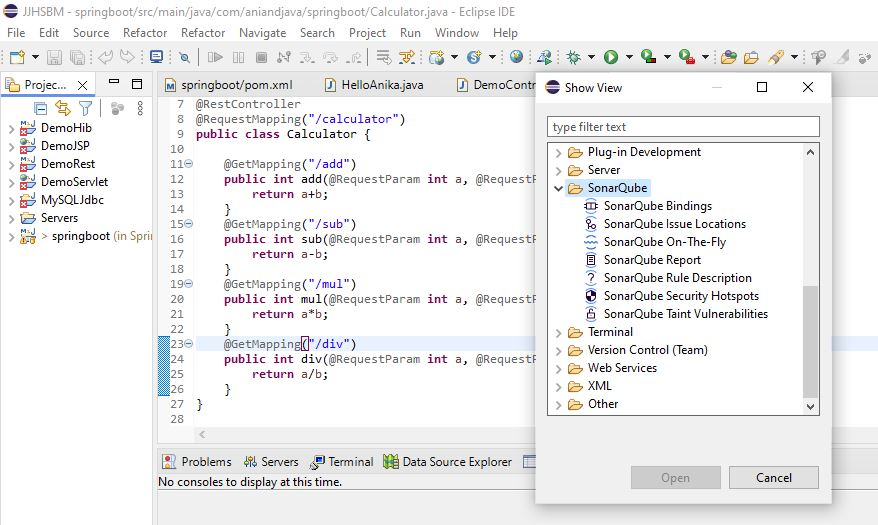 JJHSBM - springboot/src/main/java/com/aniandjava/springboot/Calculator.java - Eclipse IDE
File Edit Source Refactor Refactor Navigate Search Project Run Window Help
Projec...
springboot/pom.xml
HelloAnika.java
DemoContr
DemoHib
DemoJSP
DemoRest
DemoServlet
MySQLJdbc
Servers
> springboot (in Sprin
7 @RestController
8 @RequestMapping("/calculator")
9 public class Calculator {
10
11 @GetMapping("/add")
12 public int add(@RequestParam int a, @Reques
13 return a+b;
14 }
15 @GetMapping("/sub")
16 public int sub(@RequestParam int a, @Reques
17 return a-b;
18 }
19 @GetMapping("/mul")
20 public int mul(@RequestParam int a, @Reques
21 return a*b;
22 }
23 @GetMapping("/div")
24 public int div(@RequestParam int a, @Reques
25 return a/b;
26 }
27 }
28
Problems Servers Terminal Data Source Explorer
No consoles to display at this time.
Show View
type filter text
Plug-in Development
Server
SonarQube
SonarQube Bindings
SonarQube Issue Locations
SonarQube On-The-Fly
SonarQube Report
SonarQube Rule Description
SonarQube Security Hotspots
SonarQube Taint Vulnerabilities
Terminal
Version Control (Team)
Web Services
XML
Other
Open
Cancel